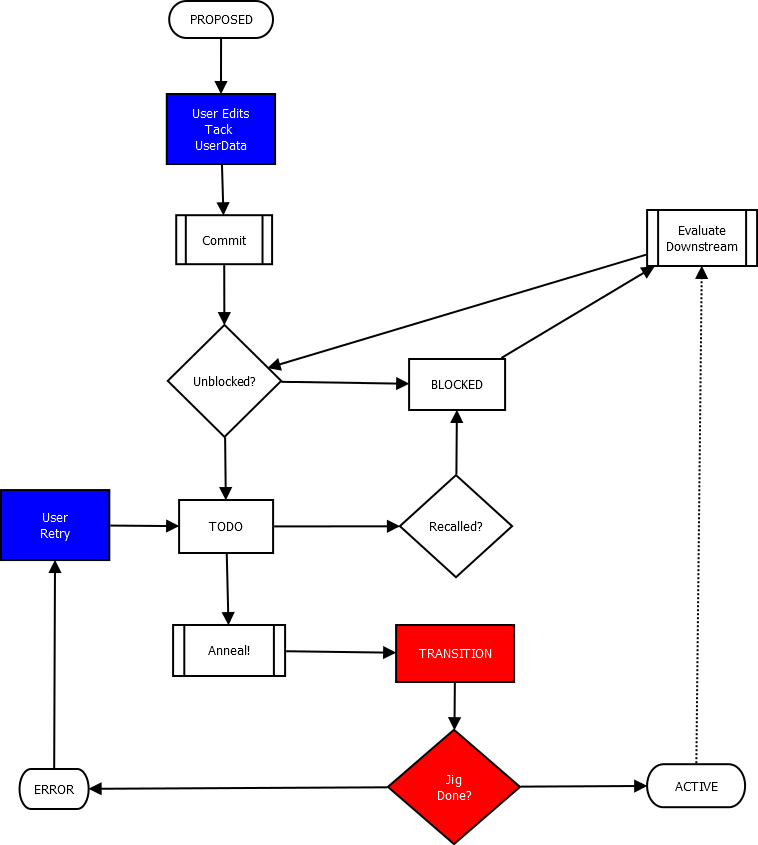 PROPOSED
User Edits
Tack
UserData
Commit
Evaluate
Downstream
Unblocked?
BLOCKED
User
Retry
TODO
Recalled?
Anneal!
TRANSITION
Jig
Done?
ERROR
ACTIVE